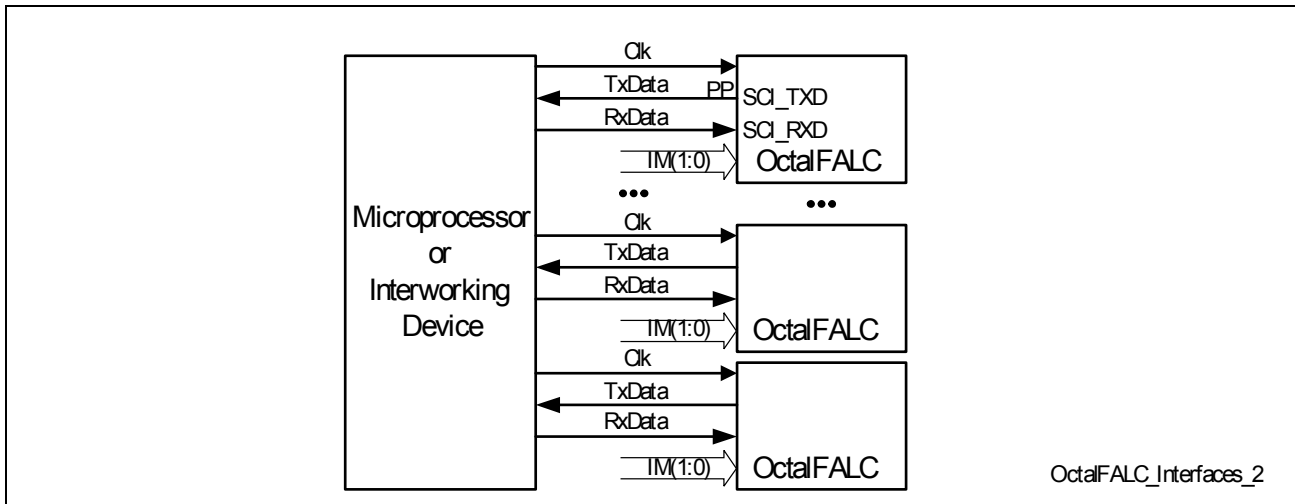 Clk
TxData
PP
SCI_TXD
RxData
SCI_RXD
IM(1:0)
OctalFALC
•••
•••
Microprocessor
or
Interworking
Device
Clk
TxData
RxData
IM(1:0)
OctalFALC
Clk
TxData
RxData
IM(1:0)
OctalFALC
OctalFALC_Interfaces_2